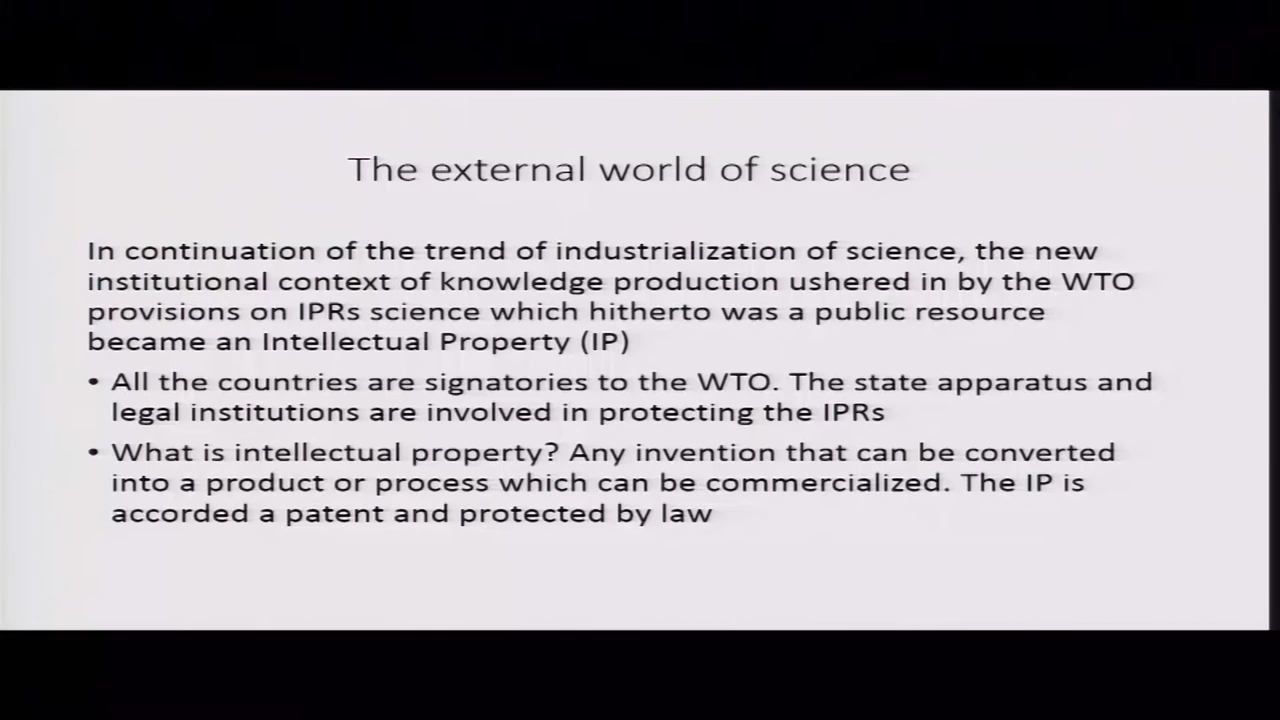 The external world of science
In continuation of the trend of industrialization of science, the new
institutional context of knowledge production ushered in by the WTO
provisions on IPRs science which hitherto was a public resource
became an Intellectual Property (IP)
• All the countries are signatories to the WTO. The state apparatus and
legal institutions are involved in protecting the IPRs
• What is intellectual property? Any invention that can be converted
into a product or process which can be commercialized. The IP is
accorded a patent and protected by law